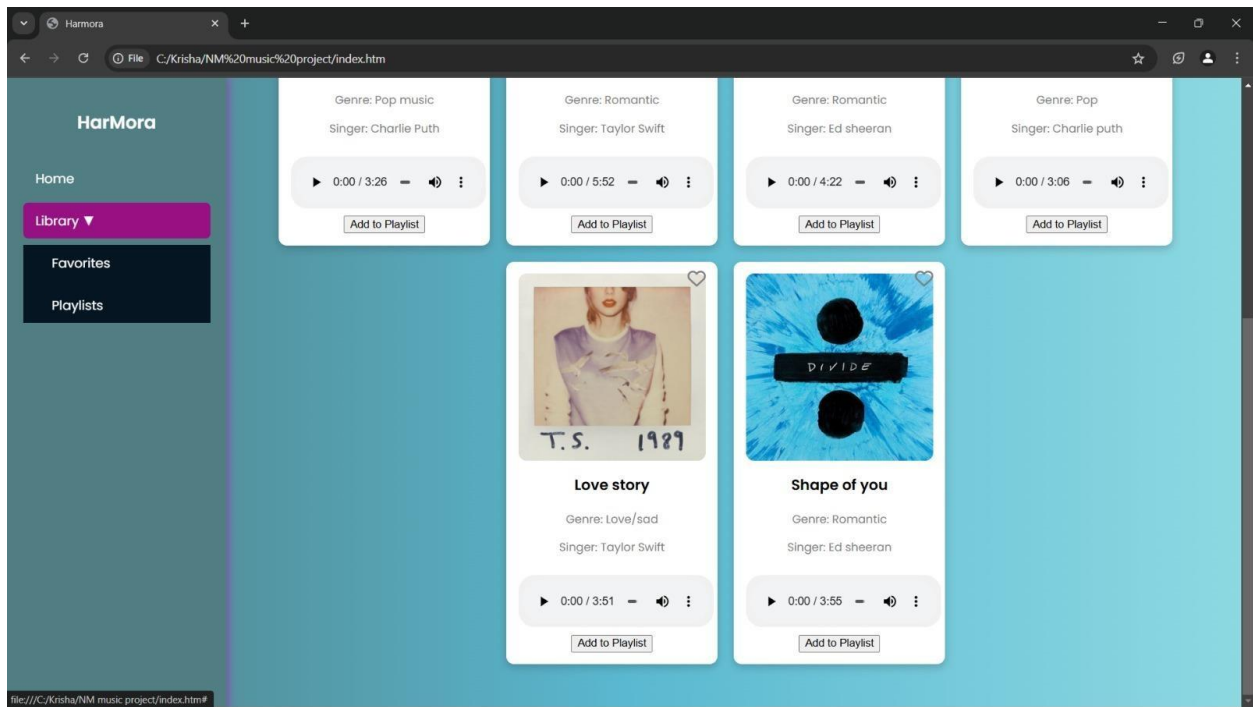 Harmora
File C:/Krisha/NM%20music%20project/index.htm
HarMora
Home
Library ▼
Favorites
Playlists
Genre: Pop music
Singer: Charlie Puth
0:00 / 3:26
Add to Playlist
Genre: Romantic
Singer: Taylor Swift
0:00 / 5:52
Add to Playlist
Genre: Romantic
Singer: Ed sheeran
0:00 / 4:22
Add to Playlist
Genre: Pop
Singer: Charlie puth
0:00 / 3:06
Add to Playlist
T.S. 1989
Love story
Genre: Love/sad
Singer: Taylor Swift
0:00 / 3:51
Add to Playlist
DIVIDE
Shape of you
Genre: Romantic
Singer: Ed sheeran
0:00 / 3:55
Add to Playlist
file:///C:/Krisha/NM music project/index.htm#